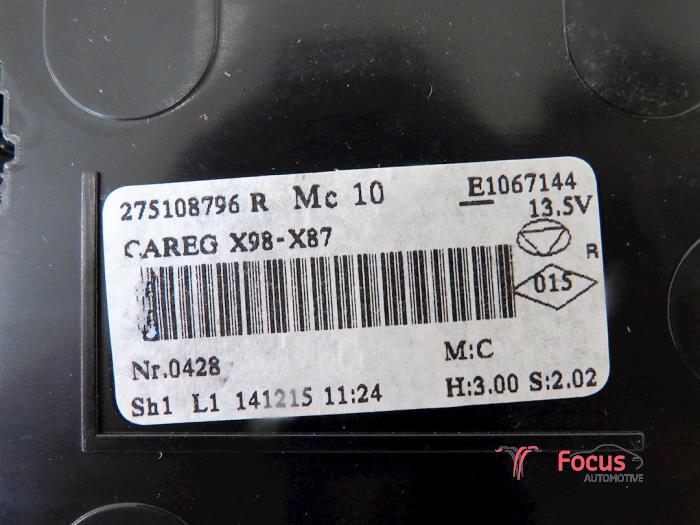 275108796 R Mc 10 E1067144
13.5V
CAREG X98-X87
R
015
Nr.0428 M:C
Sh1 L1 141215 11:24 H:3.00 S:2.02
Focus
AUTOMOTIVE